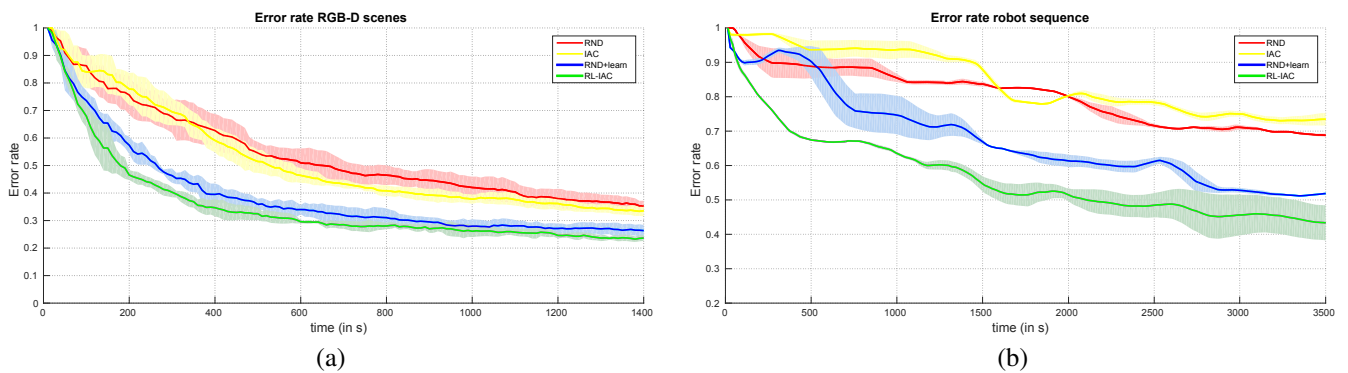 Error rate RGB-D scenes
1
0.9
0.8
0.7
0.6
0.5
0.4
0.3
0.2
0.1
0
Error rate
RND
IAC
RND+learn
RL-IAC
0 200 400 600 800 1000 1200 1400
time (in s)
(a)
Error rate robot sequence
1
0.9
0.8
0.7
0.6
0.5
0.4
0.3
0.2
Error rate
RND
IAC
RND+learn
RL-IAC
0 500 1000 1500 2000 2500 3000 3500
time (in s)
(b)